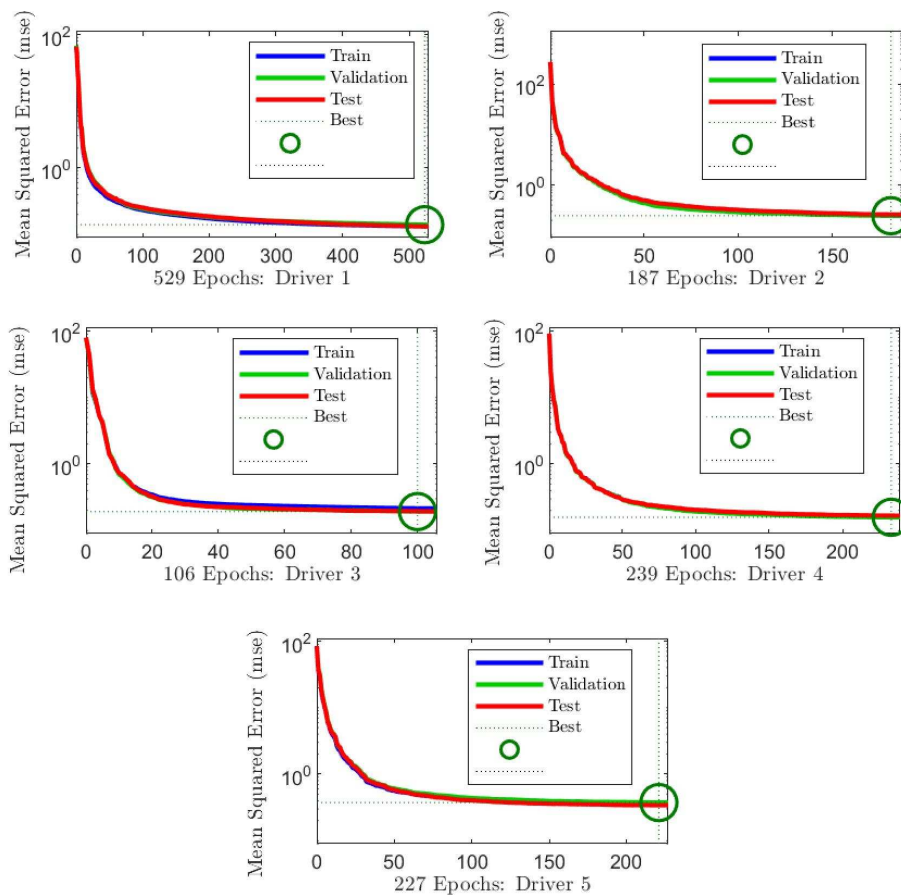 Mean Squared Error (mse)
10^2
10^0
Train
Validation
Test
Best
0 100 200 300 400 500
529 Epochs: Driver 1
Mean Squared Error (mse)
10^2
10^0
Train
Validation
Test
Best
0 50 100 150
187 Epochs: Driver 2
Mean Squared Error (mse)
10^2
10^0
Train
Validation
Test
Best
0 20 40 60 80 100
106 Epochs: Driver 3
Mean Squared Error (mse)
10^2
10^0
Train
Validation
Test
Best
0 50 100 150 200
239 Epochs: Driver 4
Mean Squared Error (mse)
10^2
10^0
Train
Validation
Test
Best
0 50 100 150 200
227 Epochs: Driver 5